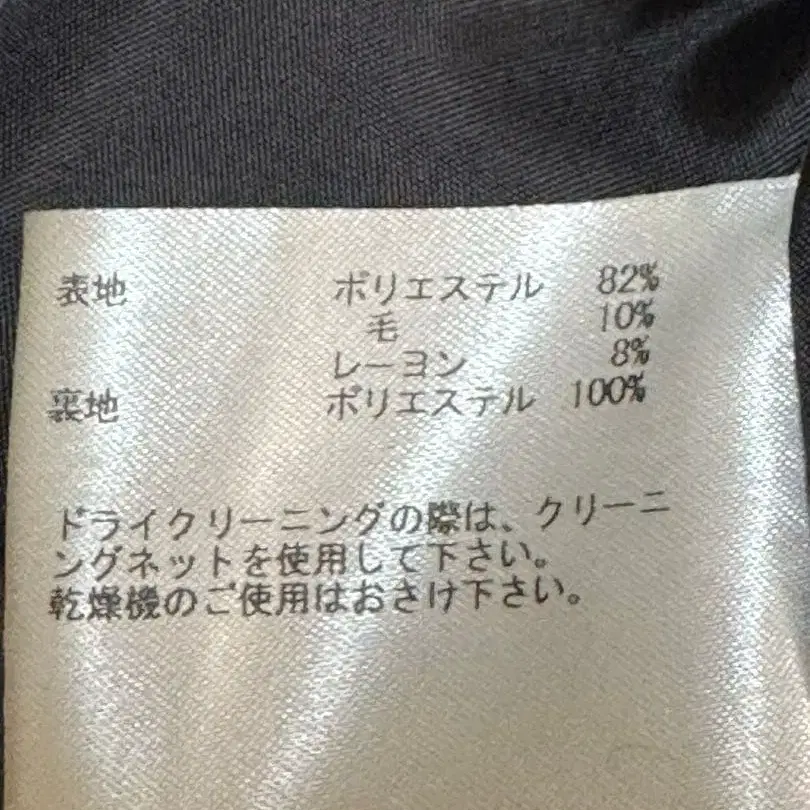 表地 ポリエステル 82%
毛 10%
レーヨン 8%
裏地 ポリエステル 100%
ドライクリーニングの際は、クリーニ
ングネットを使用して下さい。
乾燥機のご使用はおさけ下さい。